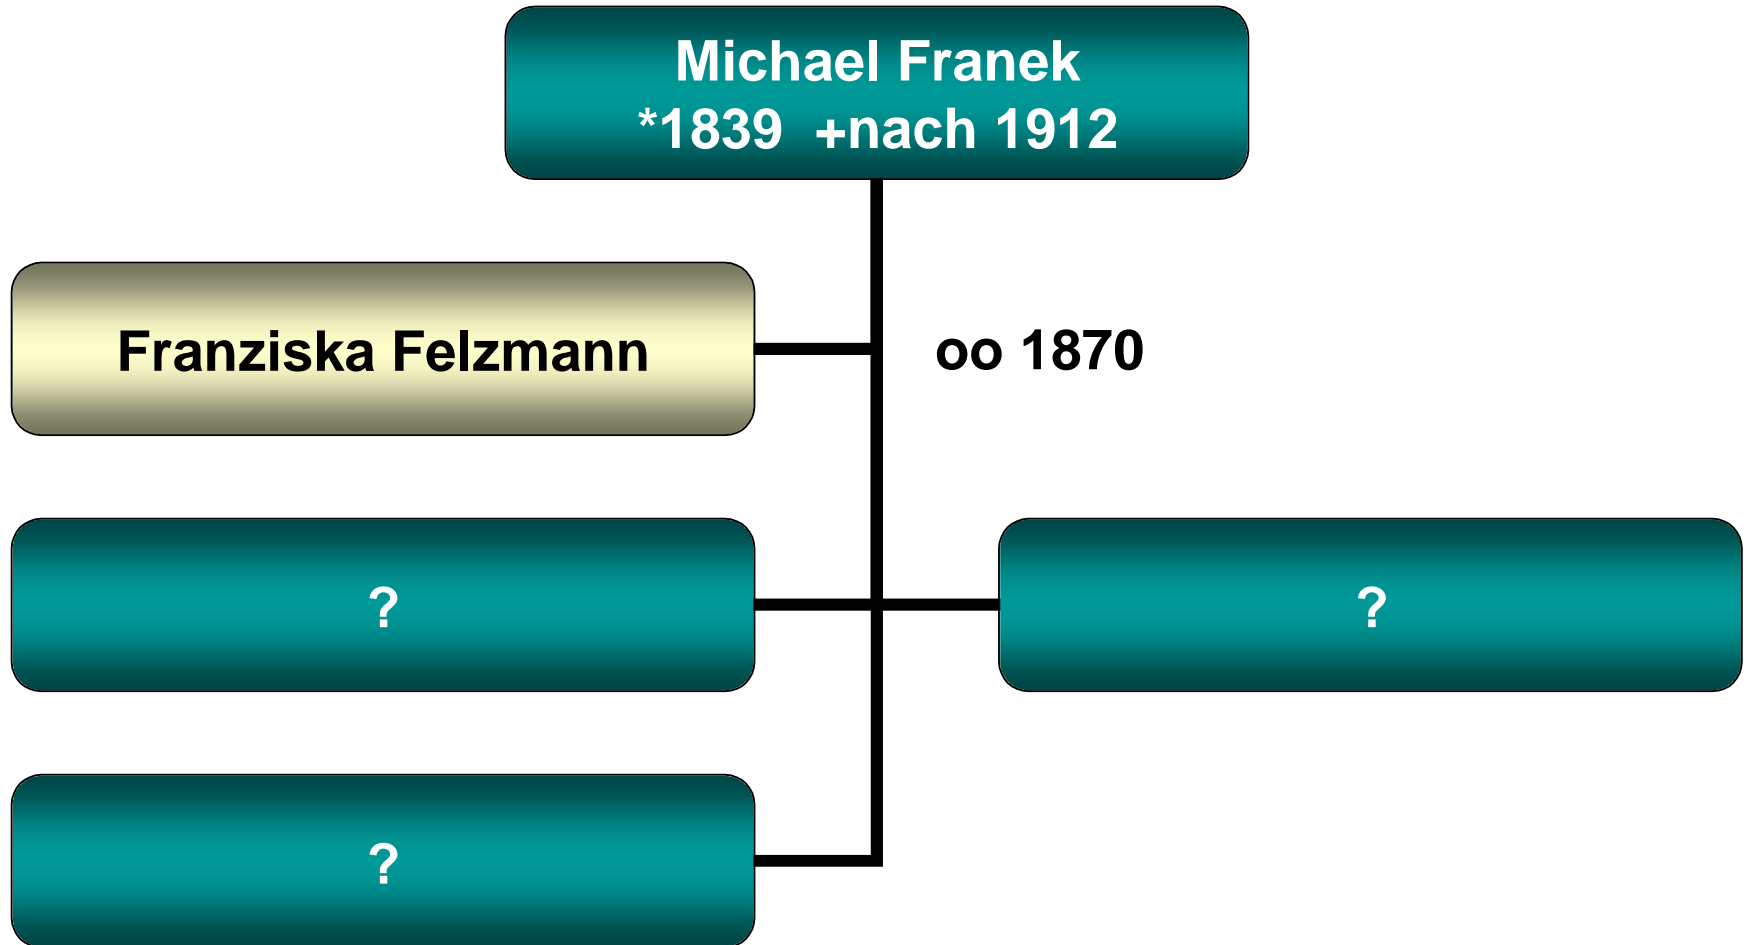 Michael Franek
*1839  +nach 1912
Franziska Felzmann
oo 1870
?
?
?